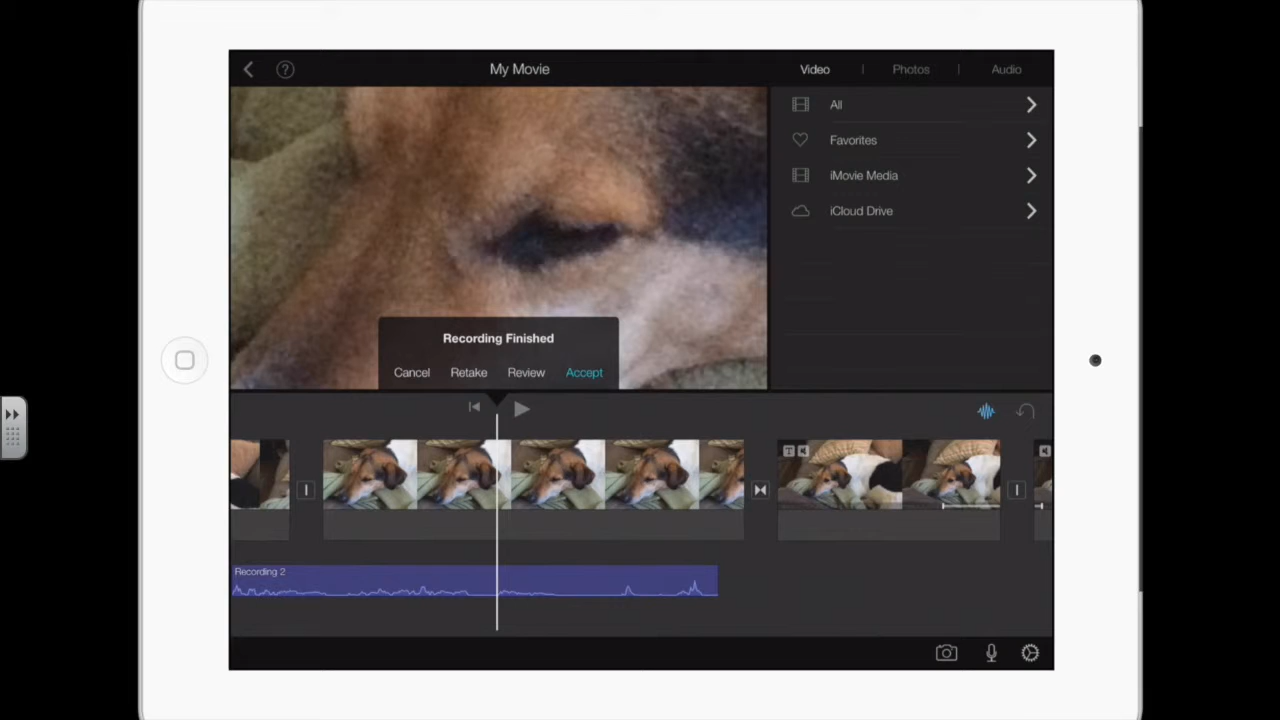 My Movie
Video
Photos
Audio
All
Favorites
iMovie Media
iCloud Drive
Recording Finished
Cancel Retake Review Accept
T
Recording 2